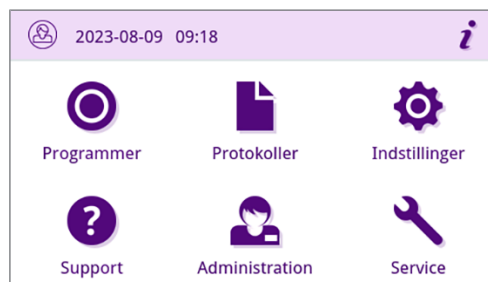 2023-08-09 09:18
Programmer Protokoller Indstillinger
Support Administration Service